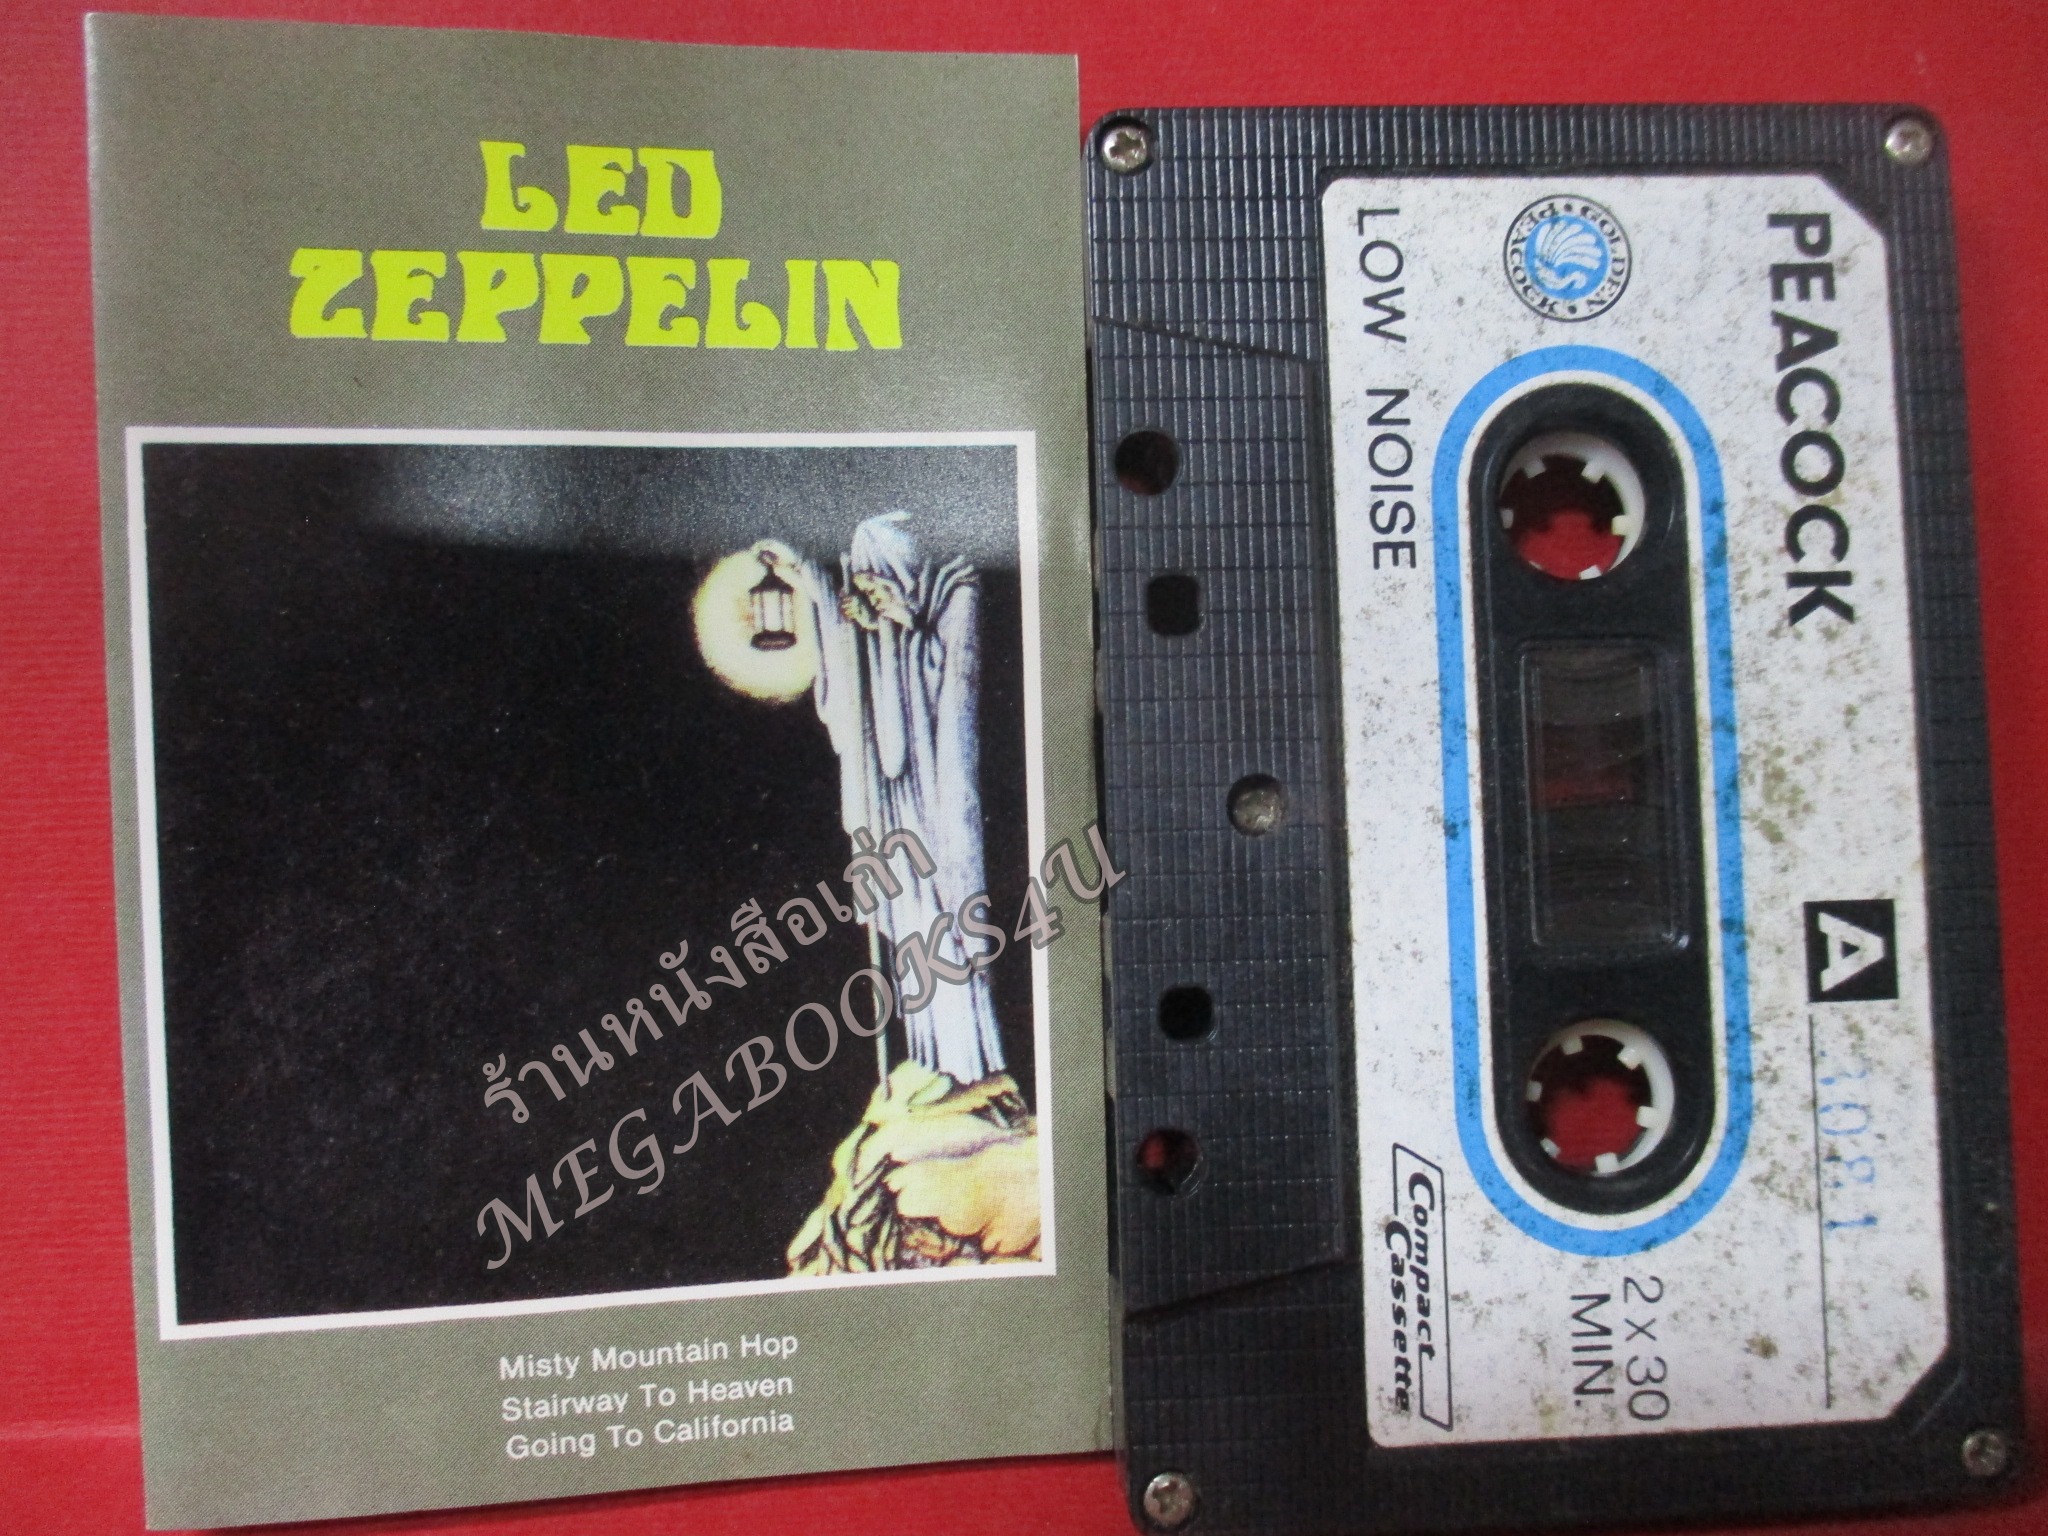 LED
ZEPPELIN
Misty Mountain Hop
Stairway To Heaven
Going To California
ร้านหนังสือเก่า
MEGABOOKS4U
PEACOCK
A
GOLDEN
PEACOCK
LOW NOISE
2 x 30
MIN.
Compact
Cassette